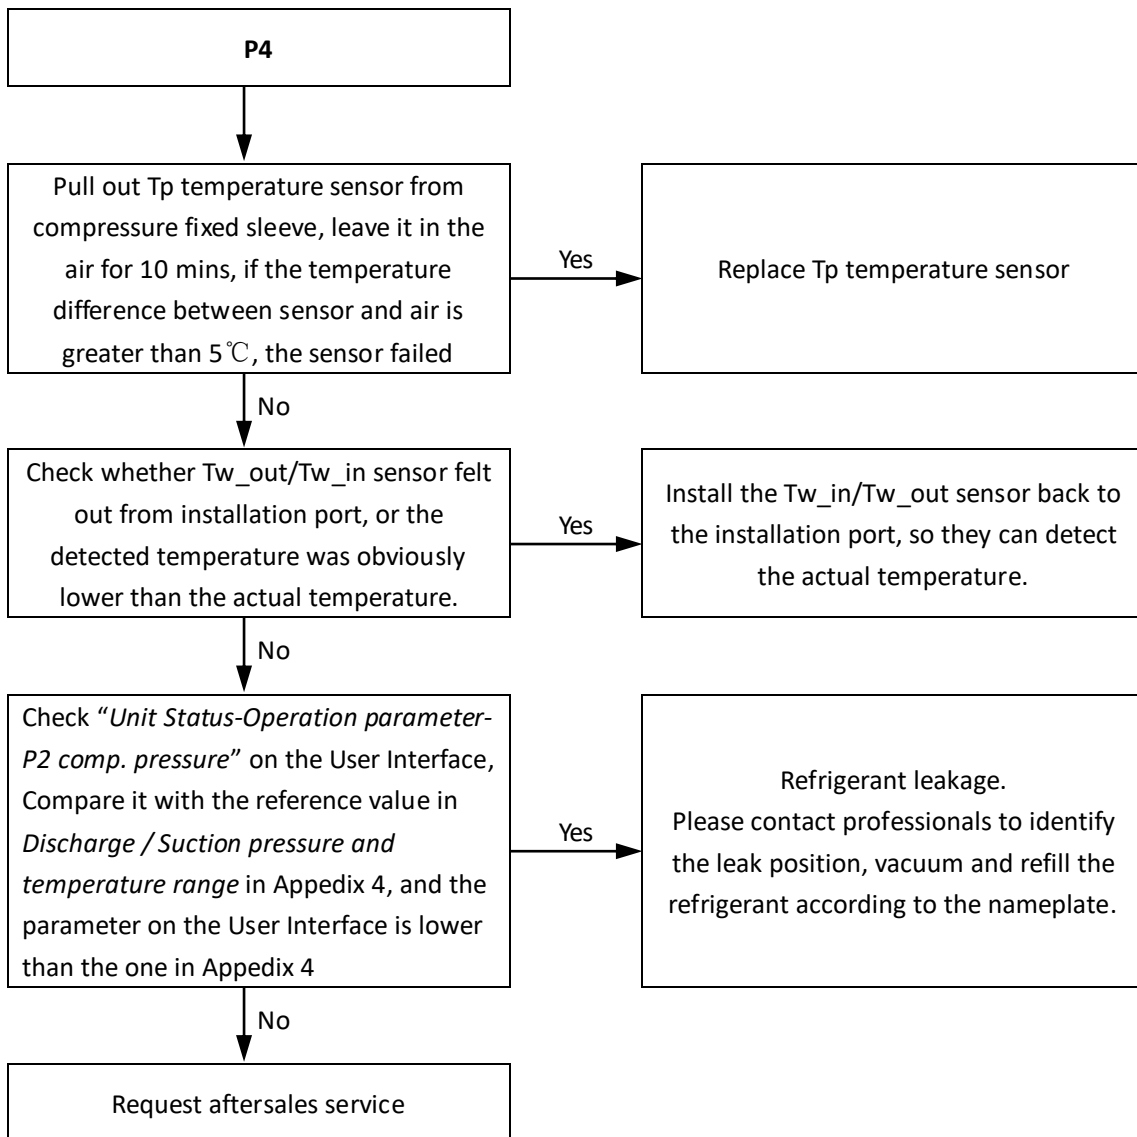 P4
Pull out Tp temperature sensor from
compressure fixed sleeve, leave it in the
air for 10 mins, if the temperature
difference between sensor and air is
greater than 5℃, the sensor failed
Yes
Replace Tp temperature sensor
No
Check whether Tw_out/Tw_in sensor felt
out from installation port, or the
detected temperature was obviously
lower than the actual temperature.
Yes
Install the Tw_in/Tw_out sensor back to
the installation port, so they can detect
the actual temperature.
No
Check “Unit Status-Operation parameter-
P2 comp. pressure” on the User Interface,
Compare it with the reference value in
Discharge / Suction pressure and
temperature range in Appedix 4, and the
parameter on the User Interface is lower
than the one in Appedix 4
Yes
Refrigerant leakage.
Please contact professionals to identify
the leak position, vacuum and refill the
refrigerant according to the nameplate.
No
Request aftersales service